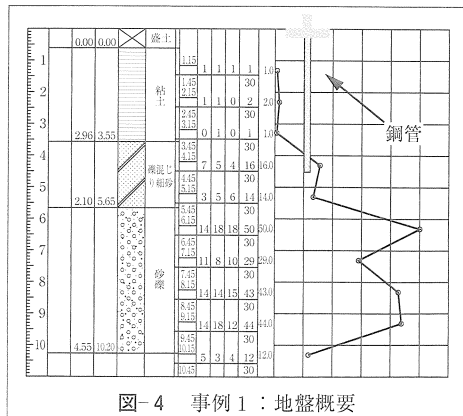 0.00 0.00 盛土
1 1.15 1 1 1 1 1.0
1.45 30
2 粘土 2.15 1 1 0 2 2.0
2.45 30
3 3.15 0 1 0 1 1.0
2.96 3.55 3.45 30 鋼管
4 4.15 7 5 4 16 16.0
礫混じ 4.45 30
5 り細砂 5.15 3 5 6 14 14.0
2.10 5.65 5.45 30
6 6.15 14 18 18 50 50.0
6.45 30
7 7.15 11 8 10 29 29.0
7.45 30
8 砂礫 8.15 14 14 15 43 43.0
8.45 30
9 9.15 14 18 12 44 44.0
9.45 30
10 4.55 10.20 10.15 5 3 4 12 12.0
10.45 30
図-4 事例1：地盤概要